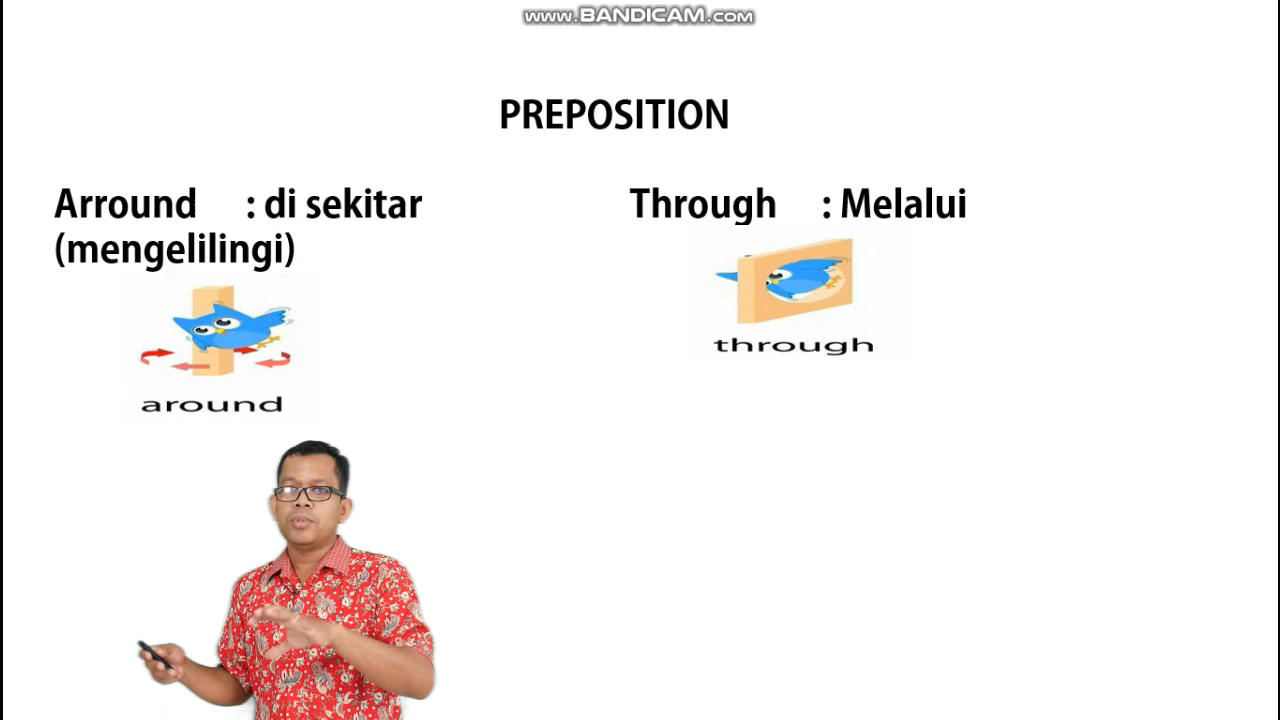 www.BANDICAM.com
PREPOSITION
Arround : di sekitar
(mengelilingi)
around
Through : Melalui
through